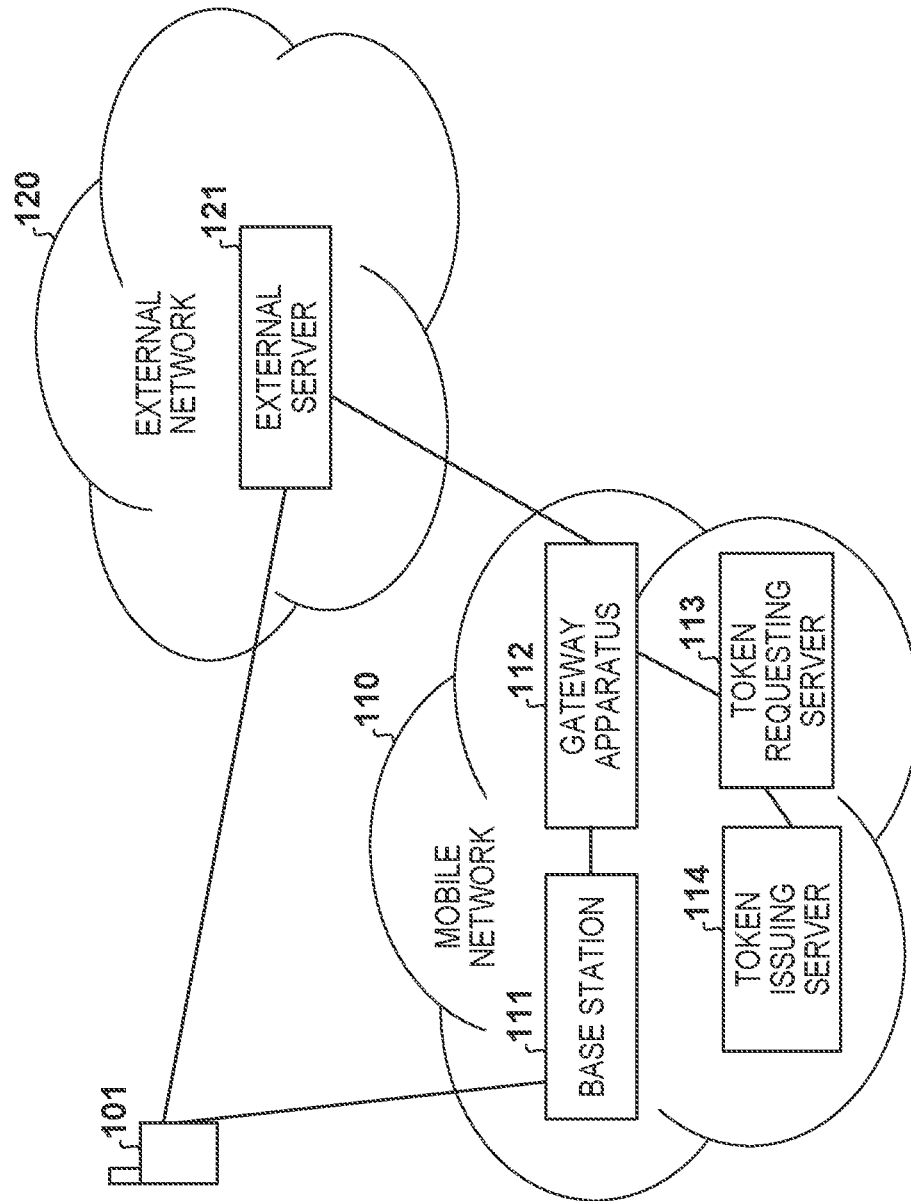 101
120
EXTERNAL
NETWORK
121
EXTERNAL
SERVER
110
MOBILE
NETWORK
111
BASE STATION
112
GATEWAY
APPARATUS
114
TOKEN
ISSUING
SERVER
113
TOKEN
REQUESTING
SERVER